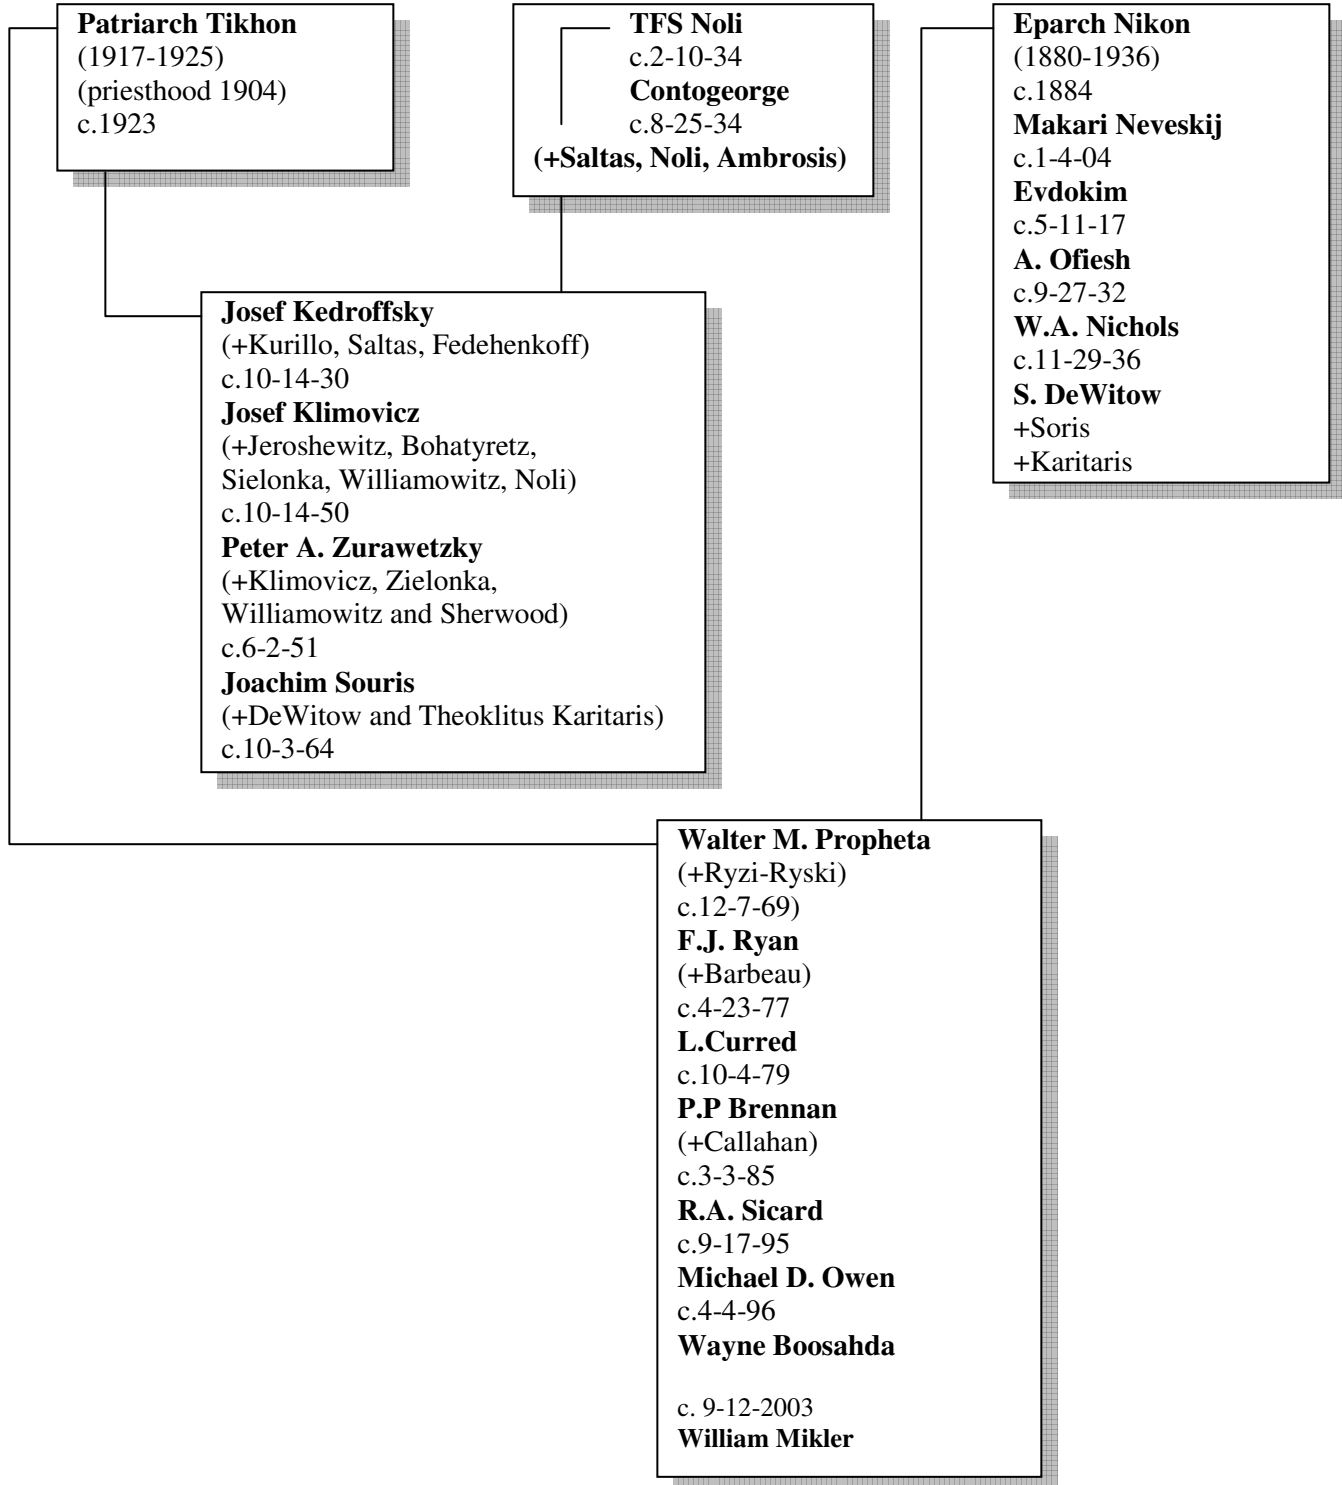 Patriarch Tikhon
(1917-1925)
(priesthood 1904)
c.1923
TFS Noli
c.2-10-34
Contogeorge
c.8-25-34
(+Saltas, Noli, Ambrosis)
Eparch Nikon
(1880-1936)
c.1884
Makari Neveskij
c.1-4-04
Evdokim
c.5-11-17
A. Ofiesh
c.9-27-32
W.A. Nichols
c.11-29-36
S. DeWitow
+Soris
+Karitaris
Josef Kedroffsky
(+Kurillo, Saltas, Fedehenkoff)
c.10-14-30
Josef Klimovicz
(+Jeroshewitz, Bohatyretz,
Sielonka, Williamowitz, Noli)
c.10-14-50
Peter A. Zurawetzky
(+Klimovicz, Zielonka,
Williamowitz and Sherwood)
c.6-2-51
Joachim Souris
(+DeWitow and Theoklitus Karitaris)
c.10-3-64
Walter M. Propheta
(+Ryzi-Ryski)
c.12-7-69)
F.J. Ryan
(+Barbeau)
c.4-23-77
L.Curred
c.10-4-79
P.P Brennan
(+Callahan)
c.3-3-85
R.A. Sicard
c.9-17-95
Michael D. Owen
c.4-4-96
Wayne Boosahda
c. 9-12-2003
William Mikler